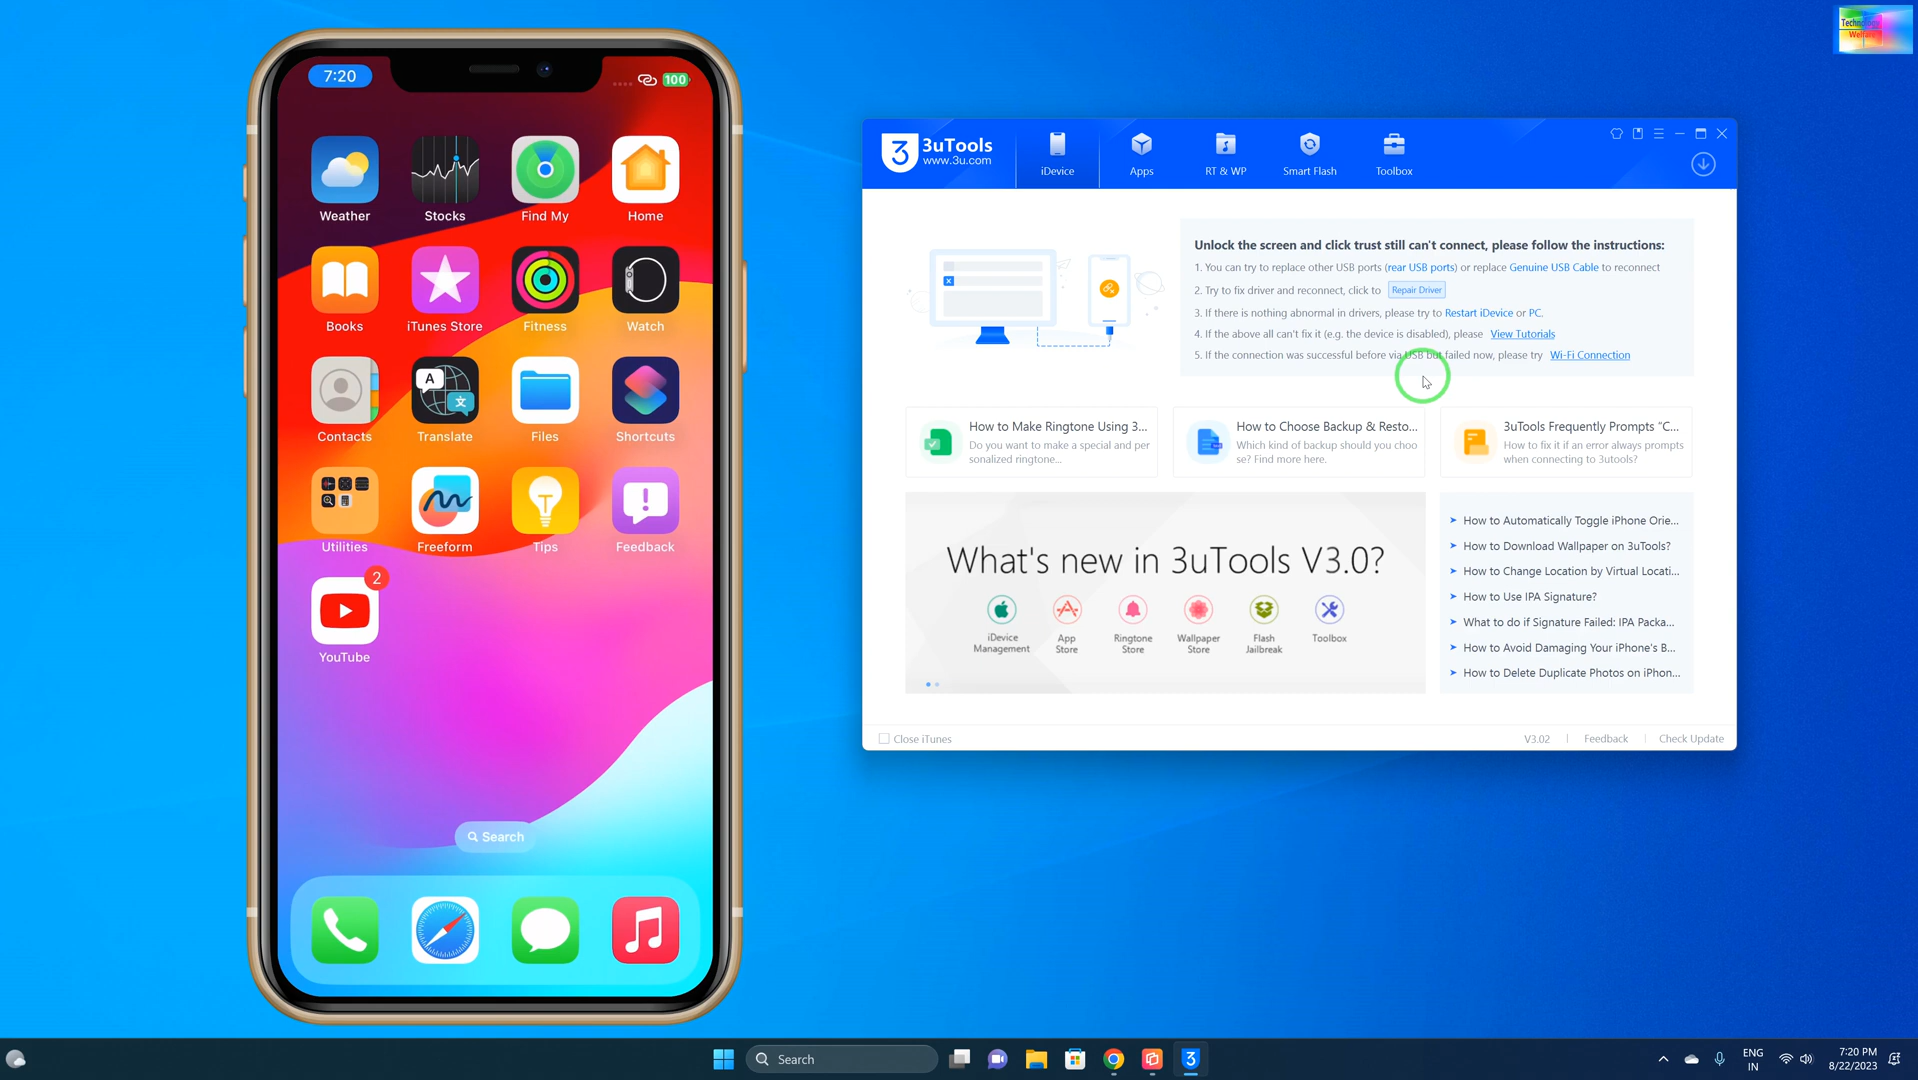 Technology
Welfare
7:20
100
Weather
Stocks
Find My
Home
Books
iTunes Store
Fitness
Watch
Contacts
Translate
Files
Shortcuts
Utilities
Freeform
Tips
Feedback
2
YouTube
Search
3uTools
www.3u.com
iDevice
Apps
RT & WP
Smart Flash
Toolbox
Unlock the screen and click trust still can't connect, please follow the instructions:
1. You can try to replace other USB ports (rear USB ports) or replace Genuine USB Cable to reconnect
2. Try to fix driver and reconnect, click to Repair Driver
3. If there is nothing abnormal in drivers, please try to Restart iDevice or PC.
4. If the above all can't fix it (e.g. the device is disabled), please View Tutorials
5. If the connection was successful before via USB but failed now, please try Wi-Fi Connection
How to Make Ringtone Using 3...
Do you want to make a special and per
sonalized ringtone...
How to Choose Backup & Resto...
Which kind of backup should you choo
se? Find more here.
3uTools Frequently Prompts “C...
How to fix it if an error always prompts
when connecting to 3utools?
What's new in 3uTools V3.0?
iDevice
Management
App
Store
Ringtone
Store
Wallpaper
Store
Flash
Jailbreak
Toolbox
How to Automatically Toggle iPhone Orie...
How to Download Wallpaper on 3uTools?
How to Change Location by Virtual Locati...
How to Use IPA Signature?
What to do if Signature Failed: IPA Packa...
How to Avoid Damaging Your iPhone's B...
How to Delete Duplicate Photos on iPhon...
Close iTunes
V3.02
Feedback
Check Update
Search
ENG
IN
7:20 PM
8/22/2023